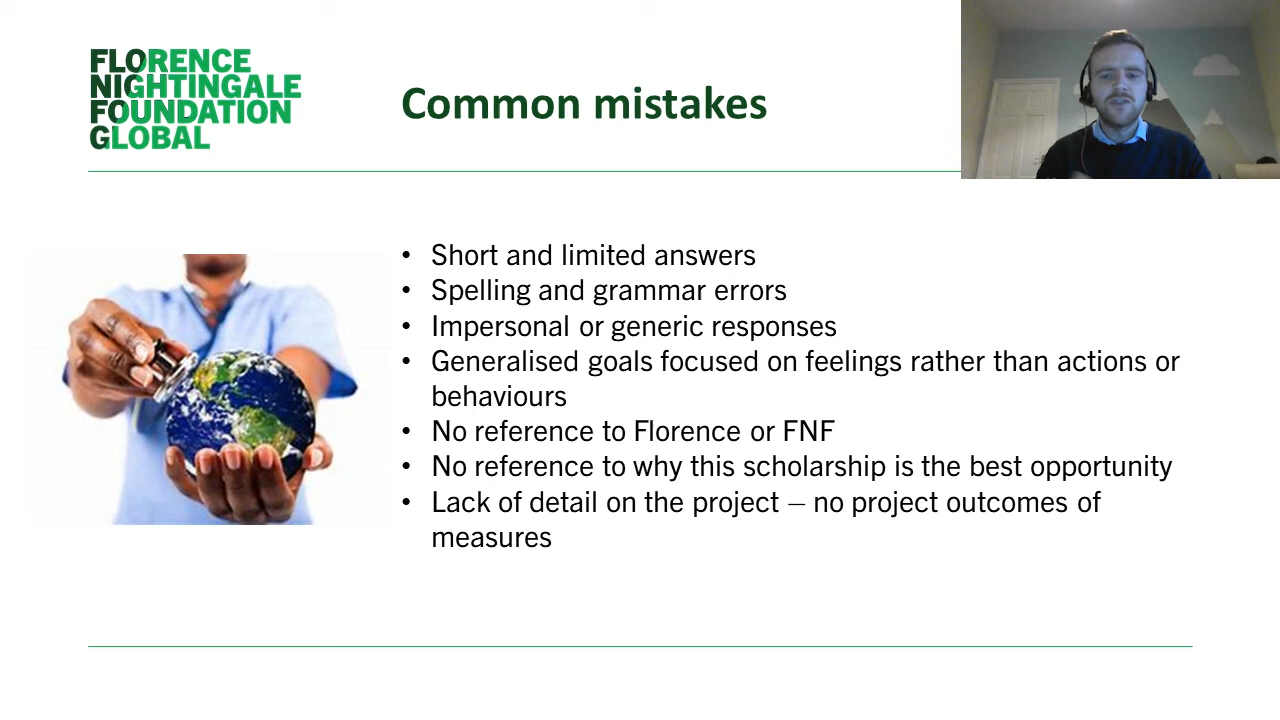 FLORENCE
NIGHTINGALE
FOUNDATION
GLOBAL
Common mistakes
• Short and limited answers
• Spelling and grammar errors
• Impersonal or generic responses
• Generalised goals focused on feelings rather than actions or
behaviours
• No reference to Florence or FNF
• No reference to why this scholarship is the best opportunity
• Lack of detail on the project – no project outcomes of
measures